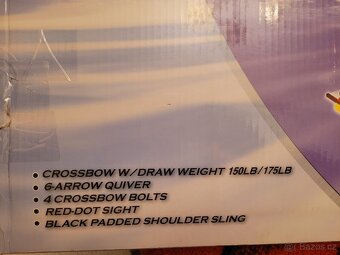 • CROSSBOW W/DRAW WEIGHT 150LB/175LB
• 6-ARROW QUIVER
• 4 CROSSBOW BOLTS
• RED-DOT SIGHT
• BLACK PADDED SHOULDER SLING
Bazos.cz